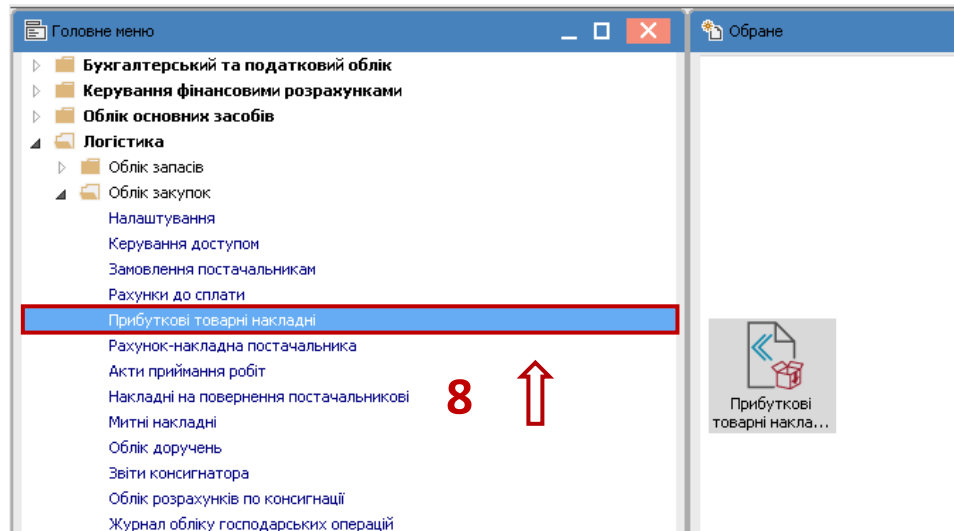 Головне меню
Обране
Бухгалтерський та податковий облік
Керування фінансовими розрахунками
Облік основних засобів
Логістика
Облік запасів
Облік закупок
Налаштування
Керування доступом
Замовлення постачальникам
Рахунки до сплати
Прибуткові товарні накладні
Рахунок-накладна постачальника
Акти приймання робіт
Накладні на повернення постачальникові
Митні накладні
Облік доручень
Звіти консигнатора
Облік розрахунків по консигнації
Журнал обліку господарських операцій
8
Прибуткові
товарні накла...